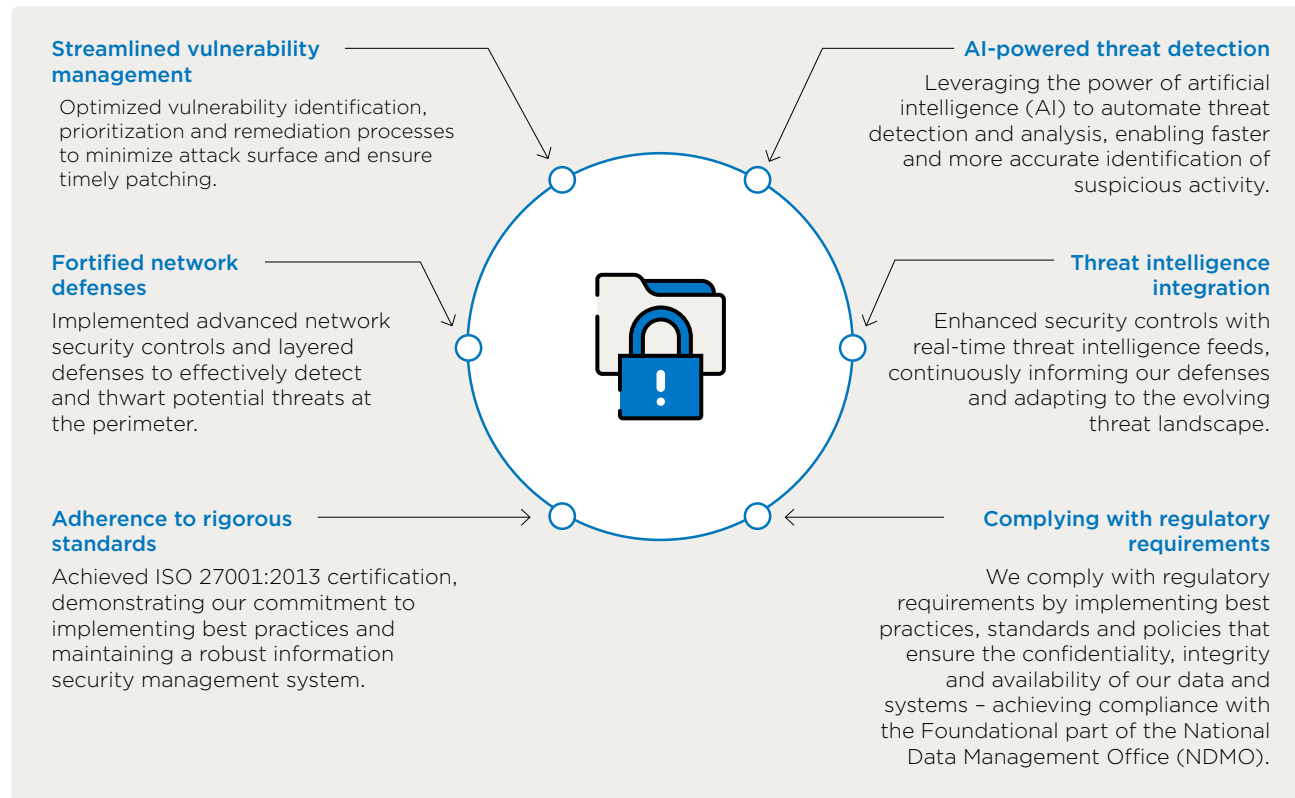 Streamlined vulnerability
management
Optimized vulnerability identification,
prioritization and remediation processes
to minimize attack surface and ensure
timely patching.
Fortified network
defenses
Implemented advanced network
security controls and layered
defenses to effectively detect
and thwart potential threats at
the perimeter.
Adherence to rigorous
standards
Achieved ISO 27001:2013 certification,
demonstrating our commitment to
implementing best practices and
maintaining a robust information
security management system.
AI-powered threat detection
Leveraging the power of artificial
intelligence (AI) to automate threat
detection and analysis, enabling faster
and more accurate identification of
suspicious activity.
Threat intelligence
integration
Enhanced security controls with
real-time threat intelligence feeds,
continuously informing our defenses
and adapting to the evolving
threat landscape.
Complying with regulatory
requirements
We comply with regulatory
requirements by implementing best
practices, standards and policies that
ensure the confidentiality, integrity
and availability of our data and
systems – achieving compliance with
the Foundational part of the National
Data Management Office (NDMO).